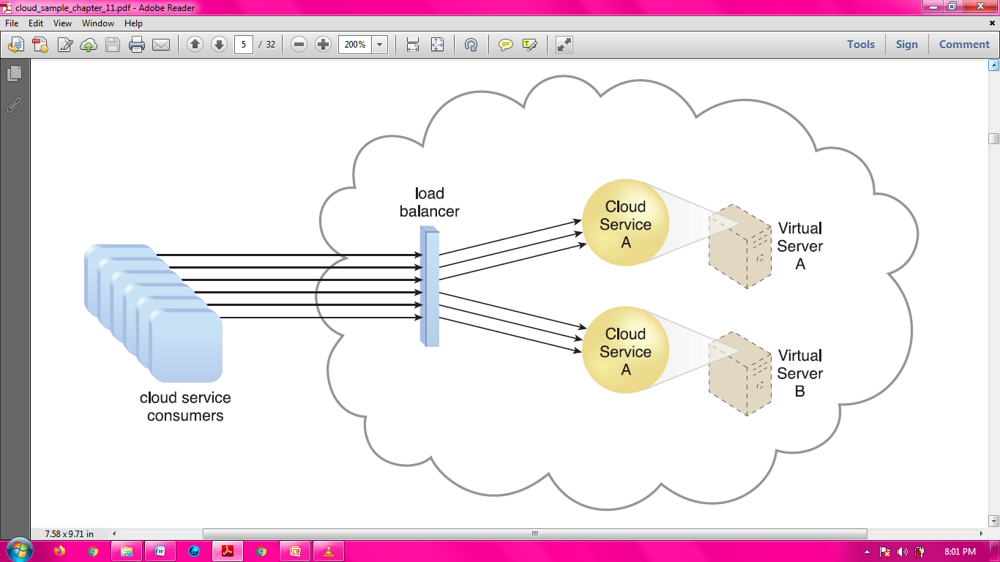 cloud_sample_chapter_11.pdf - Adobe Reader
File Edit View Window Help
5 / 32 200% Tools Sign Comment
load
balancer
Cloud
Service
A
Virtual
Server
A
cloud service
consumers
Cloud
Service
A
Virtual
Server
B
7.58 x 9.71 in
8:01 PM